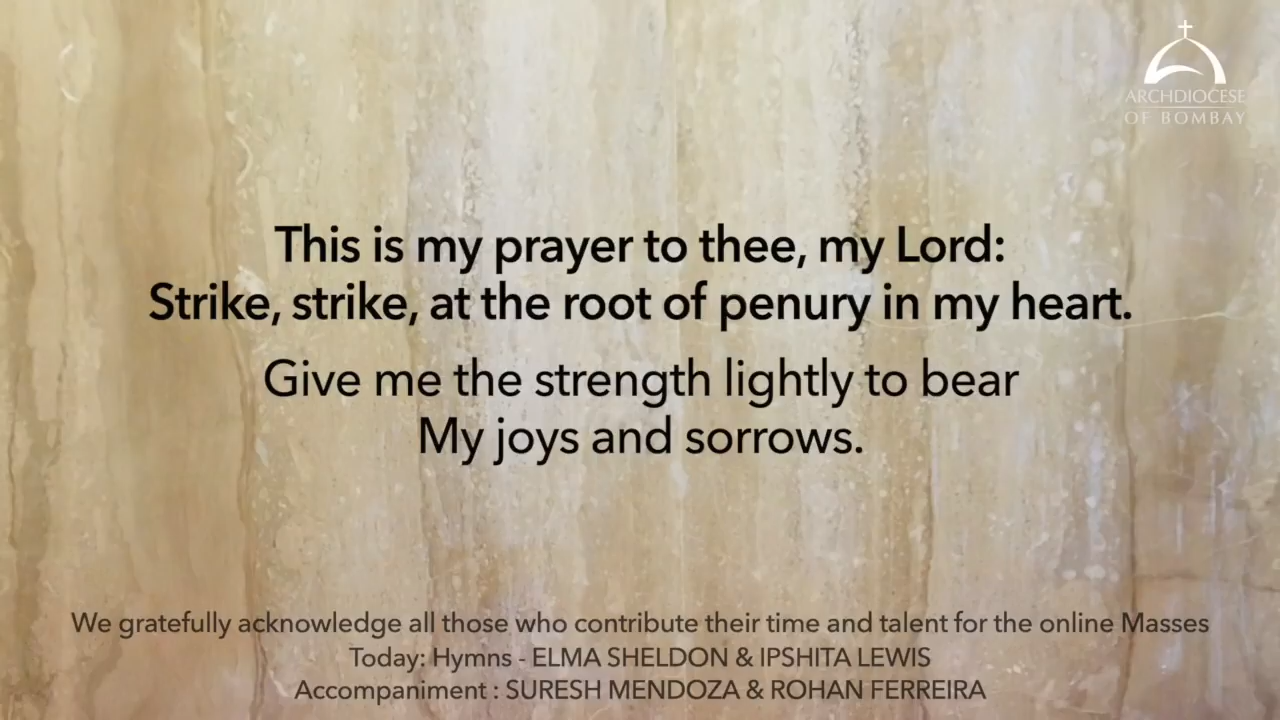 ARCHDIOCESE
OF BOMBAY
This is my prayer to thee, my Lord:
Strike, strike, at the root of penury in my heart.
Give me the strength lightly to bear
My joys and sorrows.
We gratefully acknowledge all those who contribute their time and talent for the online Masses
Today: Hymns - ELMA SHELDON & IPSHITA LEWIS
Accompaniment : SURESH MENDOZA & ROHAN FERREIRA